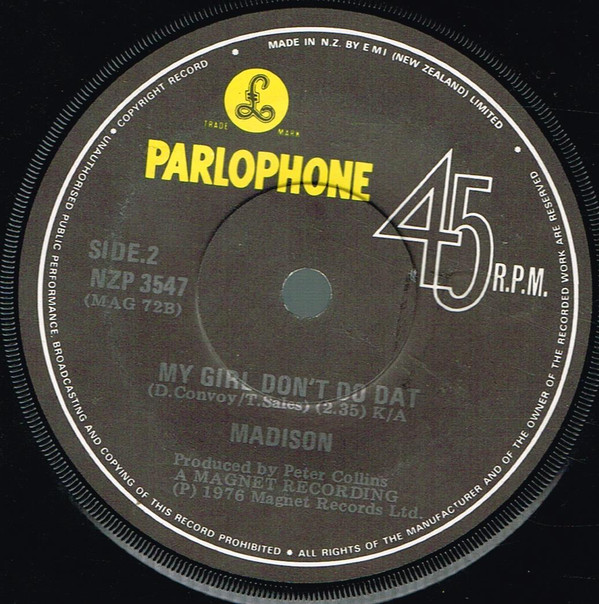 MADE IN N.Z. BY EMI (NEW ZEALAND) LIMITED
£
TRADE MARK
PARLOPHONE
45 R.P.M.
SIDE.2
NZP 3547
(MAG 72B)
MY GIRL DON'T DO DAT
(D. Convoy/T. Sales) (2.35) K/A
MADISON
Produced by Peter Collins
A MAGNET RECORDING
(P) 1976 Magnet Records Ltd.
ALL RIGHTS OF THE MANUFACTURER AND OF THE OWNER OF THE RECORDED WORK ARE RESERVED
UNAUTHORISED PUBLIC PERFORMANCE, BROADCASTING AND COPYING OF THIS RECORD PROHIBITED •
• COPYRIGHT RECORD •